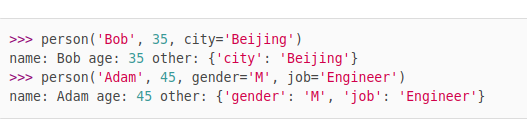 >>> person('Bob', 35, city='Beijing')
name: Bob age: 35 other: {'city': 'Beijing'}
>>> person('Adam', 45, gender='M', job='Engineer')
name: Adam age: 45 other: {'gender': 'M', 'job': 'Engineer'}